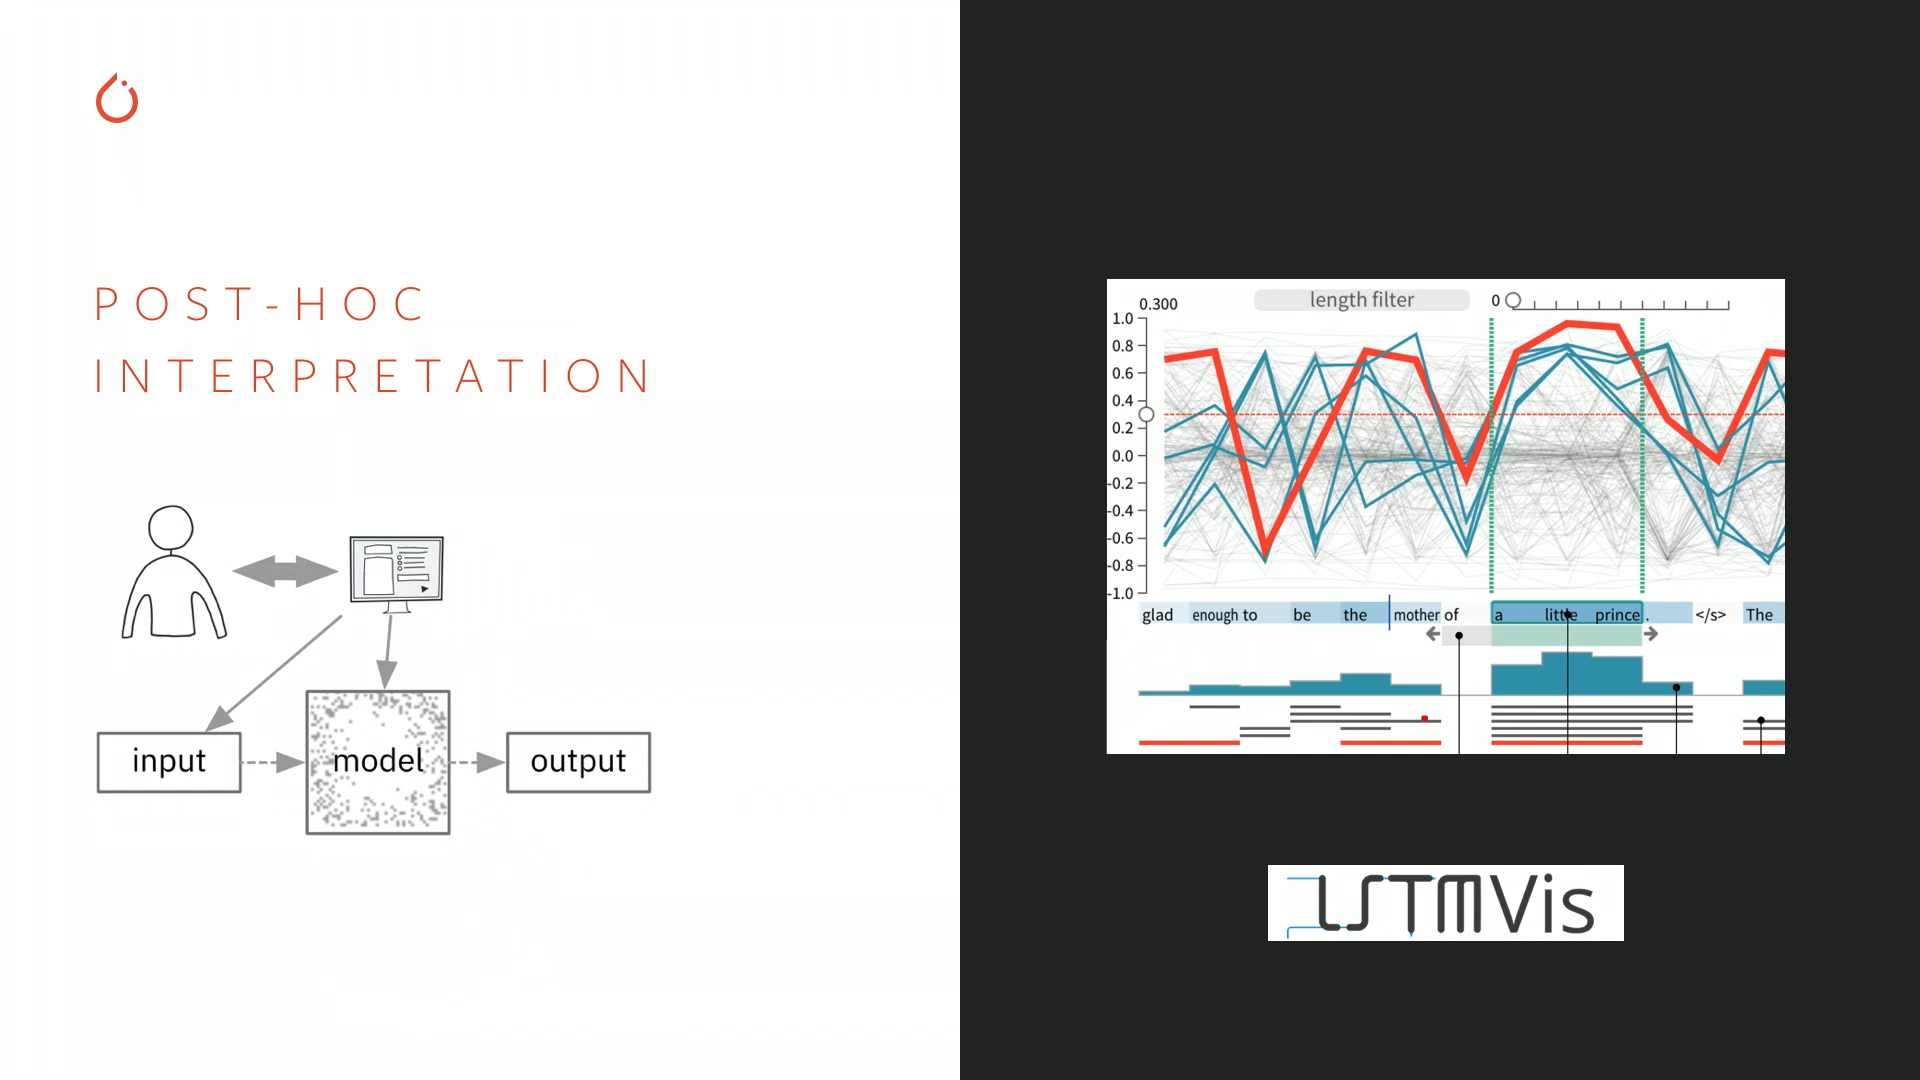 POST-HOC
INTERPRETATION
input
model
output
0.300
length filter
0
1.0
0.8
0.6
0.4
0.2
0.0
-0.2
-0.4
-0.6
-0.8
-1.0
glad enough to be the mother of a little prince . </s> The
LSTMVis